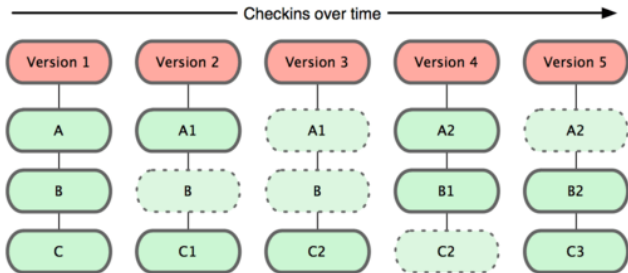 Checkins over time
Version 1 Version 2 Version 3 Version 4 Version 5
A A1 A1 A2 A2
B B B B1 B2
C C1 C2 C2 C3